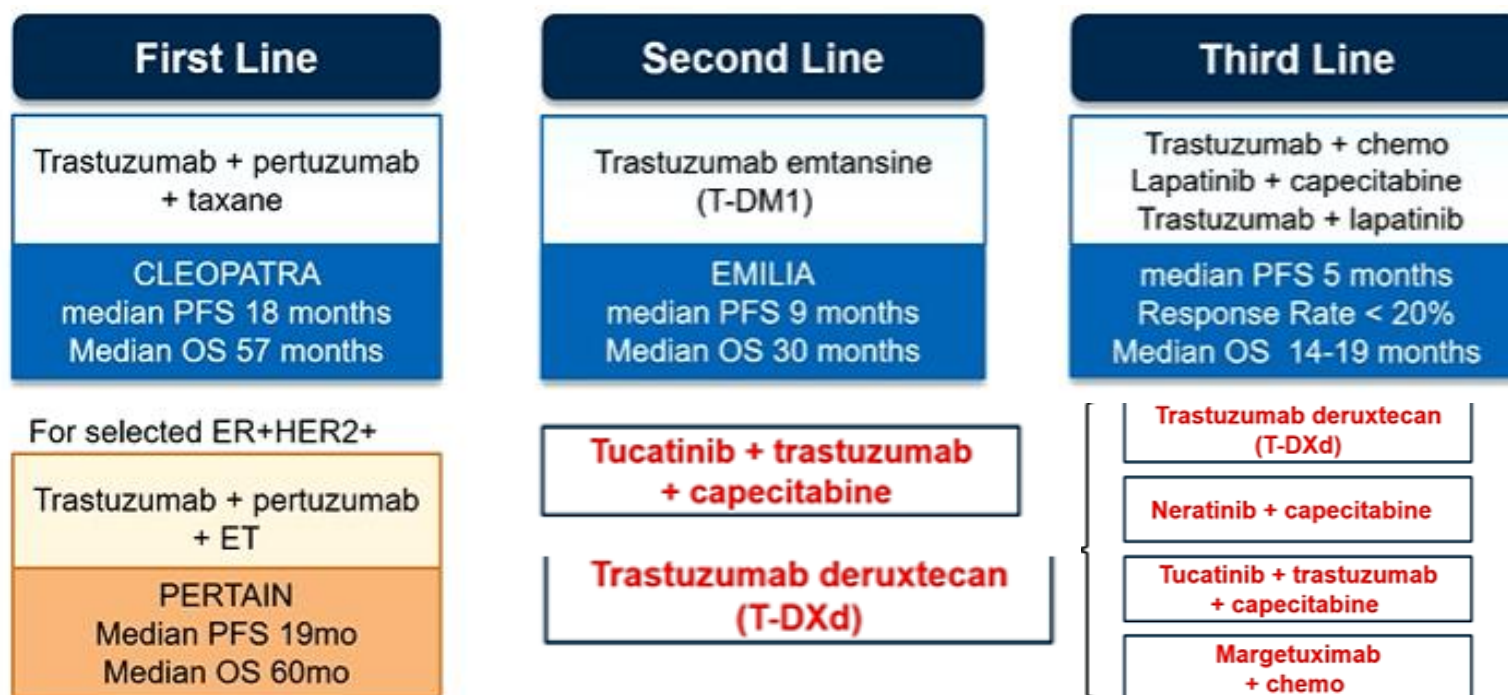 First Line
Trastuzumab + pertuzumab
+ taxane
CLEOPATRA
median PFS 18 months
Median OS 57 months
For selected ER+HER2+
Trastuzumab + pertuzumab
+ ET
PERTAIN
Median PFS 19mo
Median OS 60mo
Second Line
Trastuzumab emtansine
(T-DM1)
EMILIA
median PFS 9 months
Median OS 30 months
Tucatinib + trastuzumab
+ capecitabine
Trastuzumab deruxtecan
(T-DXd)
Third Line
Trastuzumab + chemo
Lapatinib + capecitabine
Trastuzumab + lapatinib
median PFS 5 months
Response Rate < 20%
Median OS 14-19 months
Trastuzumab deruxtecan
(T-DXd)
Neratinib + capecitabine
Tucatinib + trastuzumab
+ capecitabine
Margetuximab
+ chemo